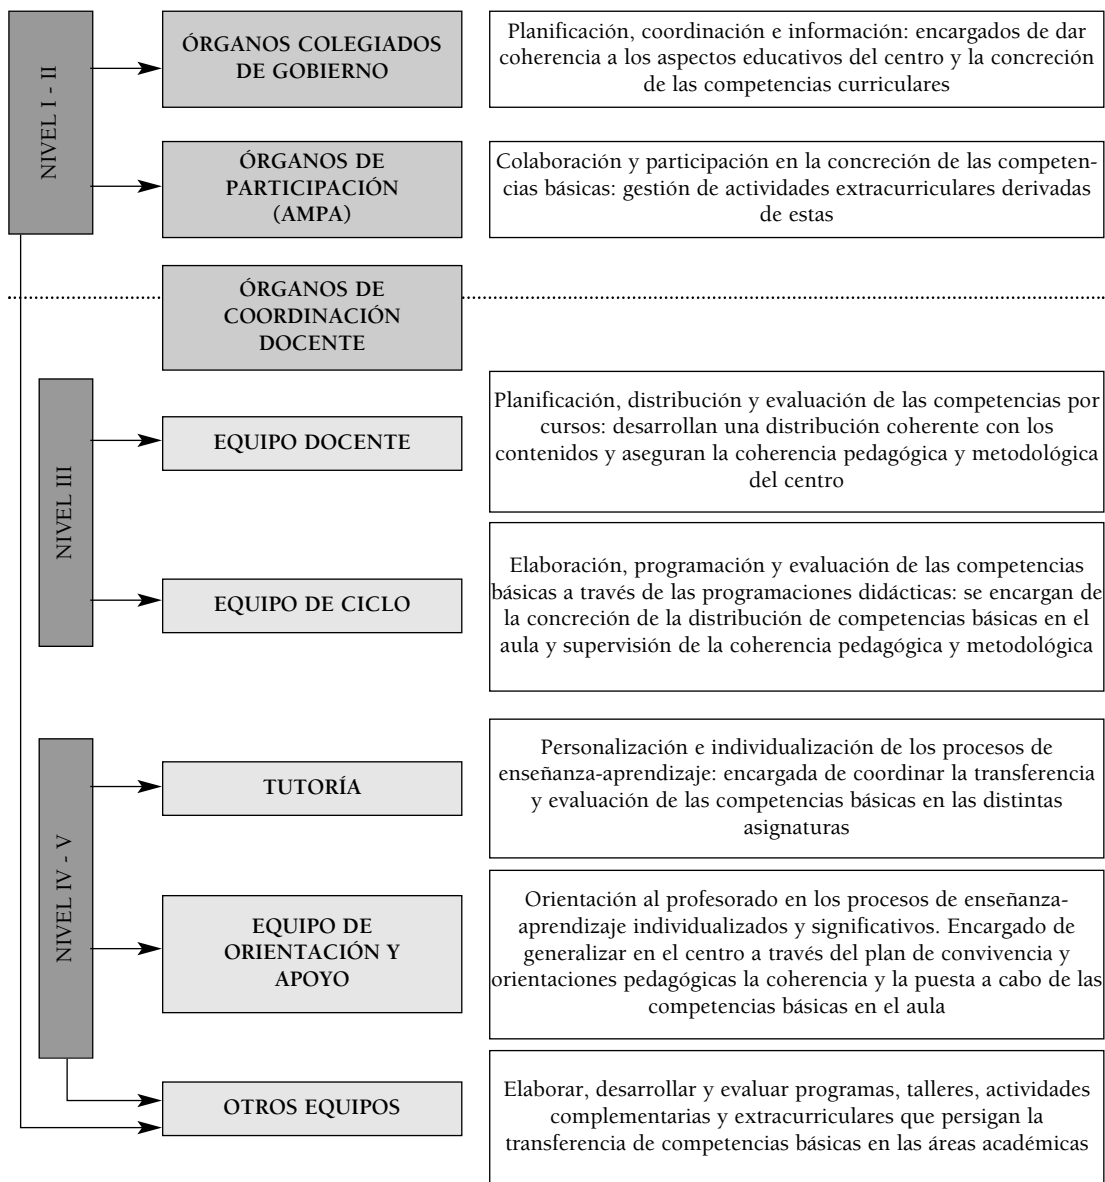 NIVEL I - II
ÓRGANOS COLEGIADOS
DE GOBIERNO
Planificación, coordinación e información: encargados de dar
coherencia a los aspectos educativos del centro y la concreción
de las competencias curriculares
ÓRGANOS DE
PARTICIPACIÓN
(AMPA)
Colaboración y participación en la concreción de las competen-
cias básicas: gestión de actividades extracurriculares derivadas
de estas
ÓRGANOS DE
COORDINACIÓN
DOCENTE
NIVEL III
EQUIPO DOCENTE
Planificación, distribución y evaluación de las competencias por
cursos: desarrollan una distribución coherente con los
contenidos y aseguran la coherencia pedagógica y metodológica
del centro
EQUIPO DE CICLO
Elaboración, programación y evaluación de las competencias
básicas a través de las programaciones didácticas: se encargan de
la concreción de la distribución de competencias básicas en el
aula y supervisión de la coherencia pedagógica y metodológica
NIVEL IV - V
TUTORÍA
Personalización e individualización de los procesos de
enseñanza-aprendizaje: encargada de coordinar la transferencia
y evaluación de las competencias básicas en las distintas
asignaturas
EQUIPO DE
ORIENTACIÓN Y
APOYO
Orientación al profesorado en los procesos de enseñanza-
aprendizaje individualizados y significativos. Encargado de
generalizar en el centro a través del plan de convivencia y
orientaciones pedagógicas la coherencia y la puesta a cabo de las
competencias básicas en el aula
OTROS EQUIPOS
Elaborar, desarrollar y evaluar programas, talleres, actividades
complementarias y extracurriculares que persigan la
transferencia de competencias básicas en las áreas académicas